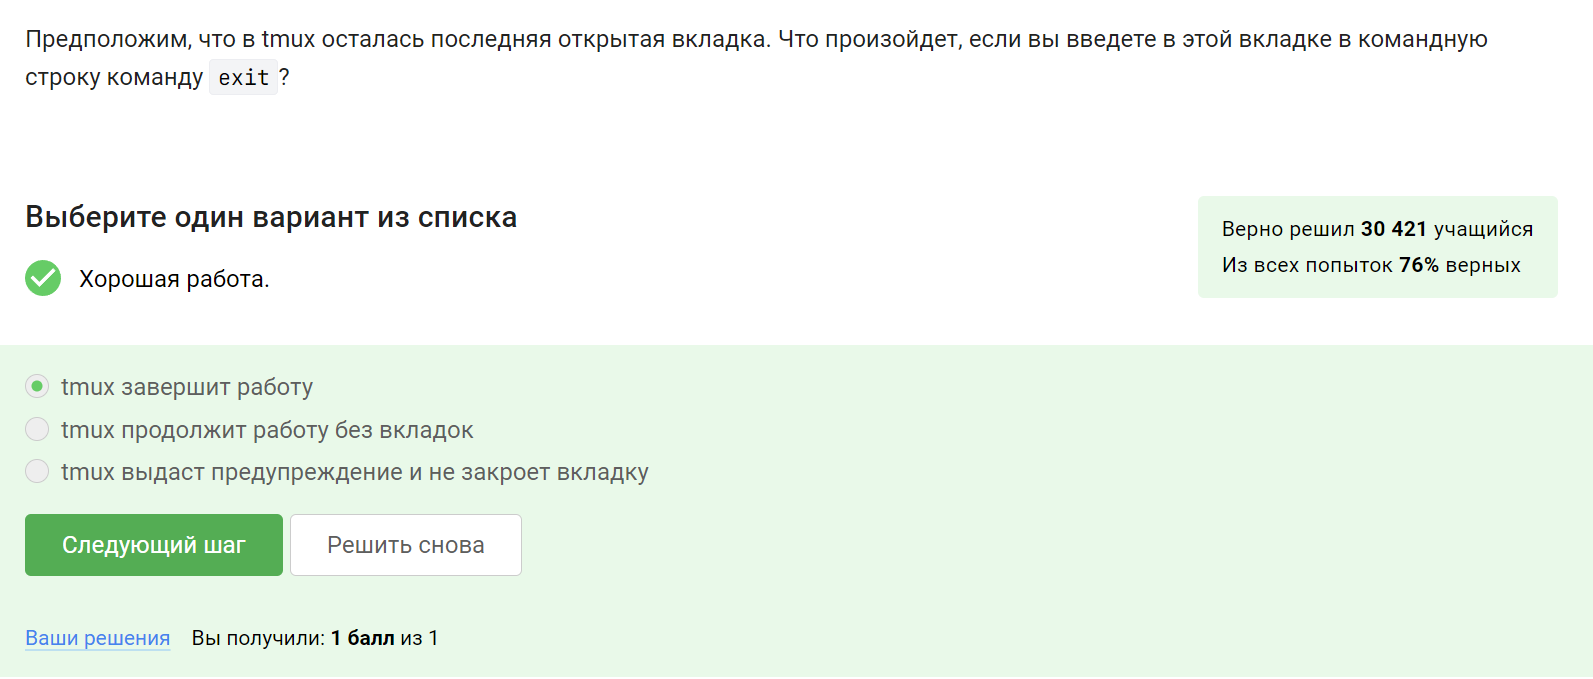 Предположим, что в tmux осталась последняя открытая вкладка. Что произойдет, если вы введете в этой вкладке в командную
строку команду exit?
Выберите один вариант из списка
Хорошая работа.
Верно решил 30 421 учащийся
Из всех попыток 76% верных
tmux завершит работу
tmux продолжит работу без вкладок
tmux выдаст предупреждение и не закроет вкладку
Следующий шаг
Решить снова
Ваши решения Вы получили: 1 балл из 1